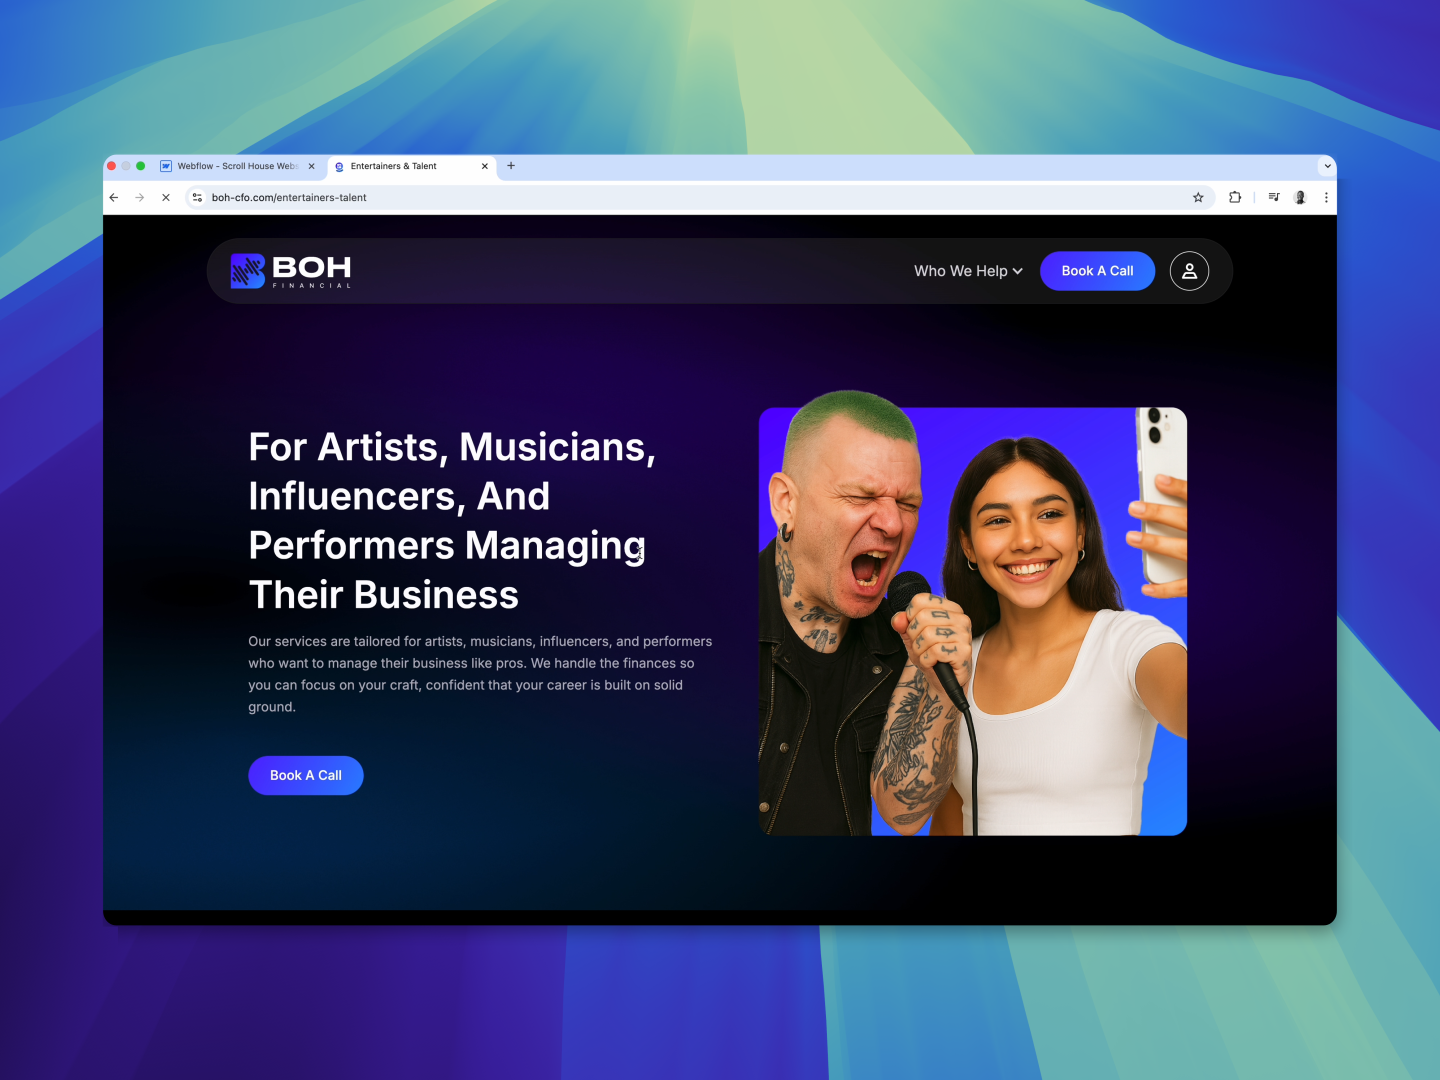 Webflow - Scroll House Webs
Entertainers & Talent
boh-cfo.com/entertainers-talent
BOH
FINANCIAL
Who We Help
Book A Call
For Artists, Musicians,
Influencers, And
Performers Managing
Their Business
Our services are tailored for artists, musicians, influencers, and performers
who want to manage their business like pros. We handle the finances so
you can focus on your craft, confident that your career is built on solid
ground.
Book A Call